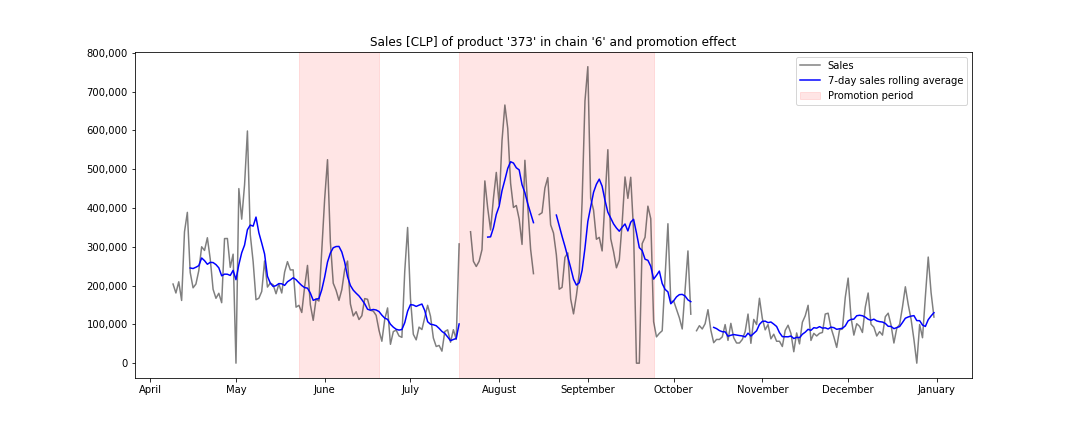 Sales [CLP] of product '373' in chain '6' and promotion effect
800,000
700,000
600,000
500,000
400,000
300,000
200,000
100,000
0
Sales
7-day sales rolling average
Promotion period
April May June July August September October November December January